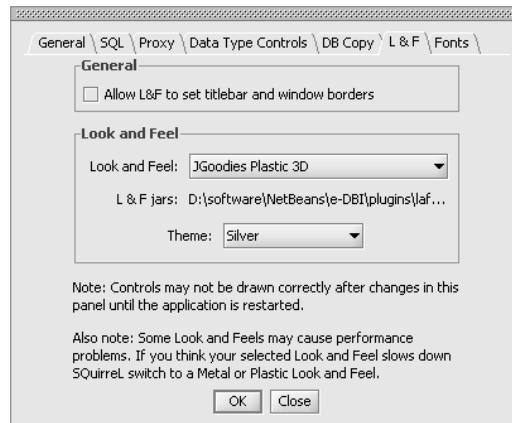 General \ SQL \ Proxy \ Data Type Controls \ DB Copy / L & F \ Fonts \
General
Allow L&F to set titlebar and window borders
Look and Feel
Look and Feel: JGoodies Plastic 3D
L & F jars: D:\software\NetBeans\e-DBI\plugins\laf...
Theme: Silver
Note: Controls may not be drawn correctly after changes in this
panel until the application is restarted.
Also note: Some Look and Feels may cause performance
problems. If you think your selected Look and Feel slows down
SQuirreL switch to a Metal or Plastic Look and Feel.
OK Close